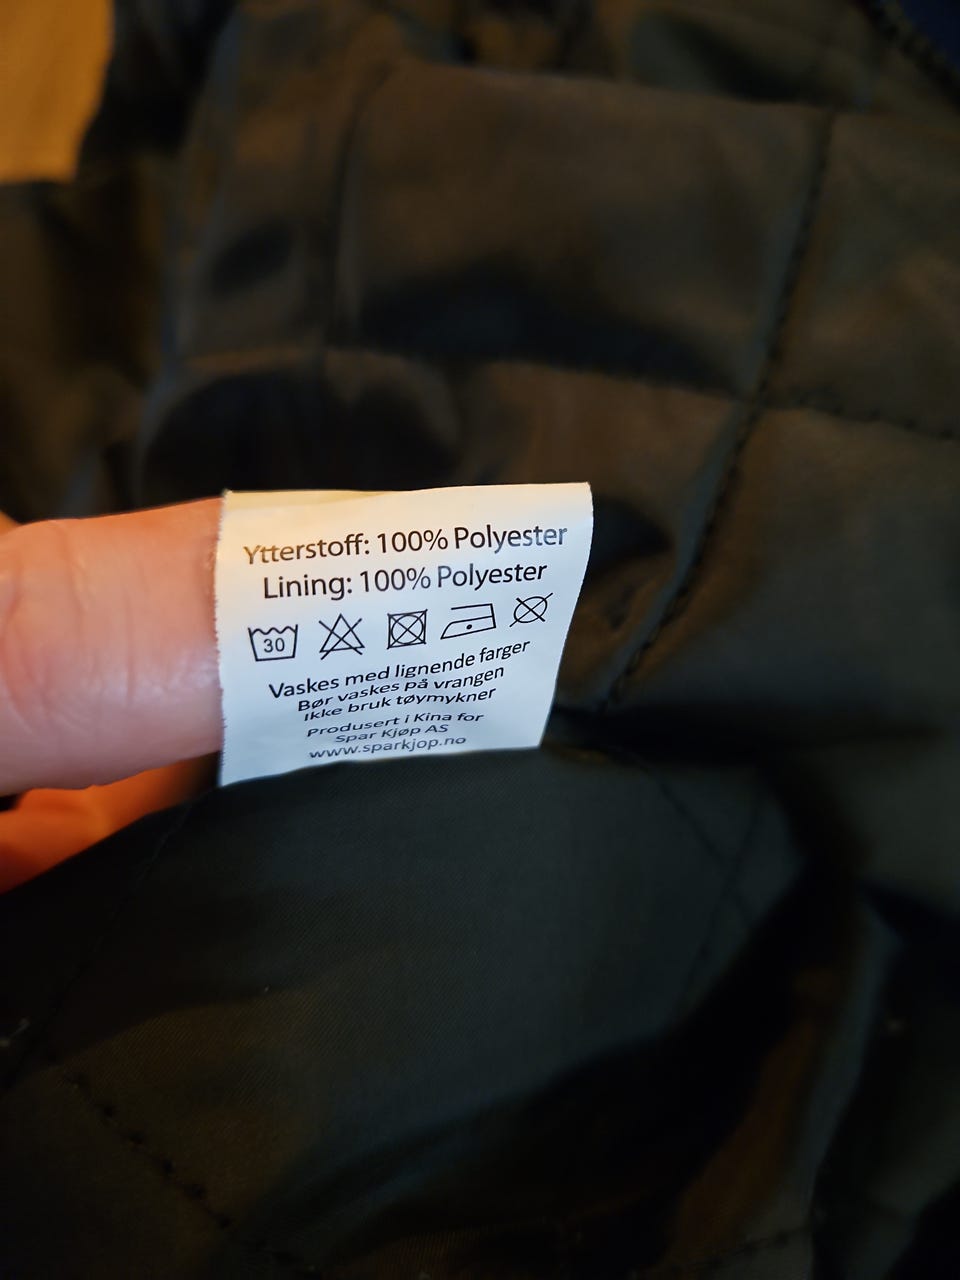 Ytterstoff: 100% Polyester
Lining: 100% Polyester
30
Vaskes med lignende farger
Bør vaskes på vrangen
Ikke bruk tøymykner
Produsert i Kina for
Spar Kjøp AS
www.sparkjop.no